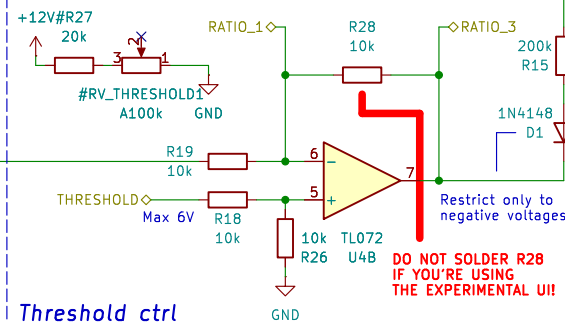 +12V#R27
20k
RATIO_1
R28
10k
RATIO_3
200k
R15
3
2
1
#RV_THRESHOLD1
A100k
GND
1N4148
D1
R19
10k
6
-
7
THRESHOLD
Max 6V
R18
10k
5
+
10k
R26
TL072
U4B
Restrict only to
negative voltages
DO NOT SOLDER R28
IF YOU'RE USING
THE EXPERIMENTAL UI!
Threshold ctrl
GND